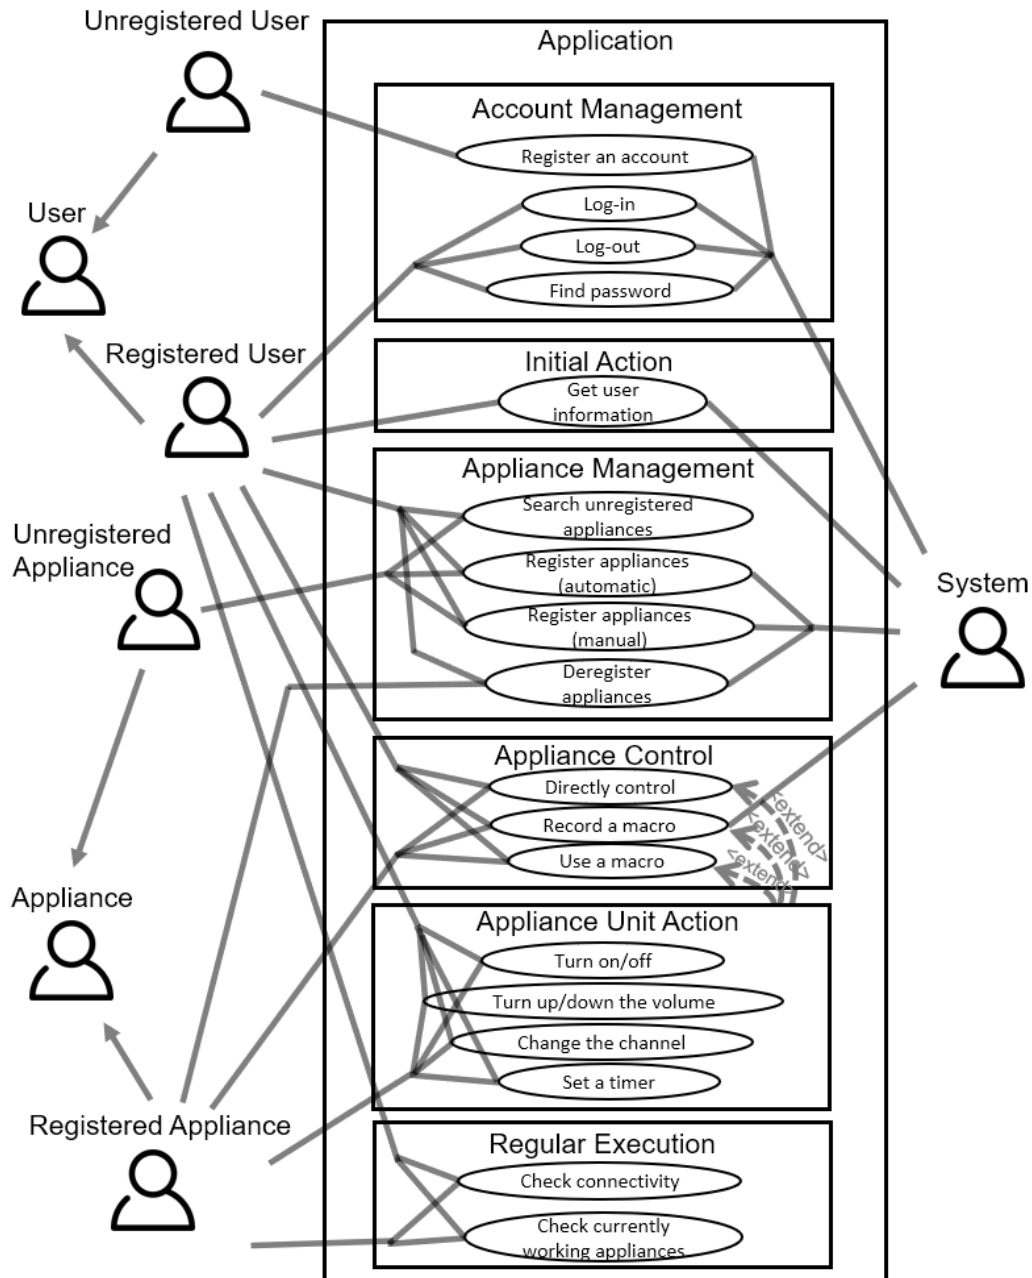 Unregistered User
Application
Account Management
Register an account
Log-in
User
Log-out
Find password
Registered User
Initial Action
Get user
information
Appliance Management
Search unregistered
appliances
Unregistered
Appliance
Register appliances
(automatic)
System
Register appliances
(manual)
Deregister
appliances
Appliance Control
Directly control
<extend>
Record a macro
<extend>
Use a macro
<extend>
Appliance
Appliance Unit Action
Turn on/off
Turn up/down the volume
Change the channel
Set a timer
Registered Appliance
Regular Execution
Check connectivity
Check currently
working appliances